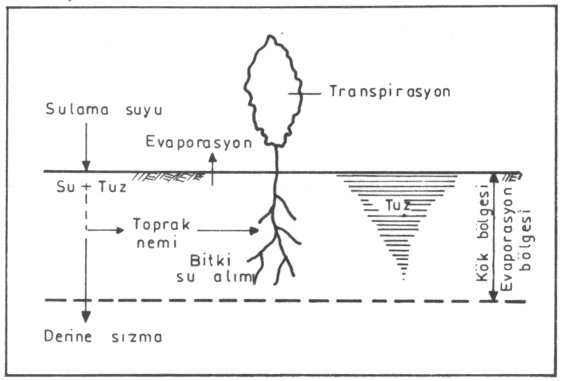 Transpirasyon
Sulama suyu
Evaporasyon
Su + Tuz
Tuz
Toprak
nemi
Bitki
su alımı
Kök bölgesi
Evaporasyon
bölgesi
Derine sızma